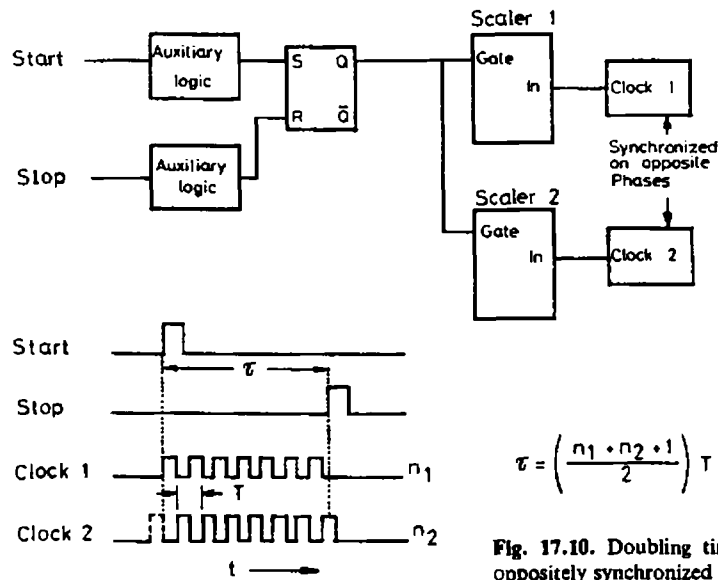 Scaler 1
Start
Auxiliary
logic
S Q
Gate
In
Clock 1
R Q̄
Synchronized
on opposite
Phases
Stop
Auxiliary
logic
Scaler 2
Gate
In
Clock 2
Start
τ
Stop
Clock 1
n₁
T
τ = ( n₁ + n₂ + 1 / 2 ) T
Clock 2
n₂
t
Fig. 17.10. Doubling tin
oppositely synchronized